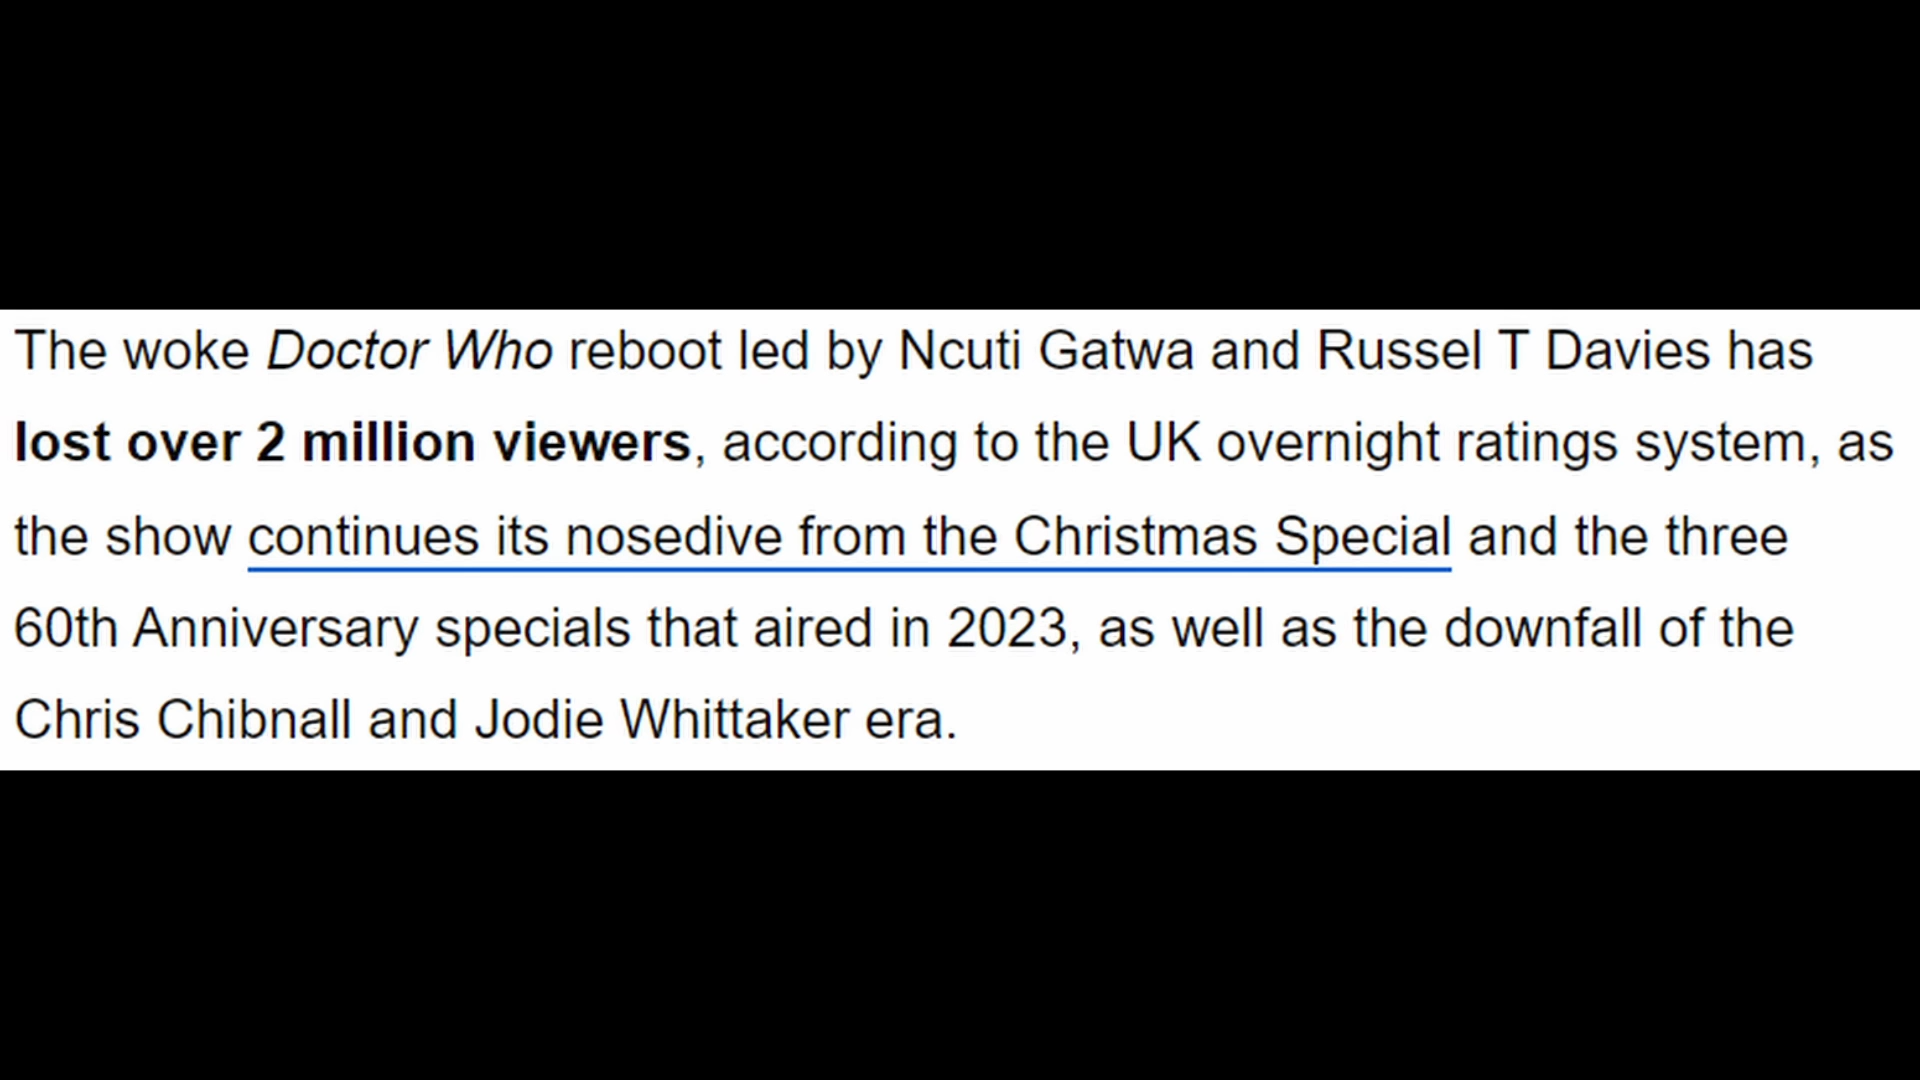 The woke Doctor Who reboot led by Ncuti Gatwa and Russel T Davies has
lost over 2 million viewers, according to the UK overnight ratings system, as
the show continues its nosedive from the Christmas Special and the three
60th Anniversary specials that aired in 2023, as well as the downfall of the
Chris Chibnall and Jodie Whittaker era.